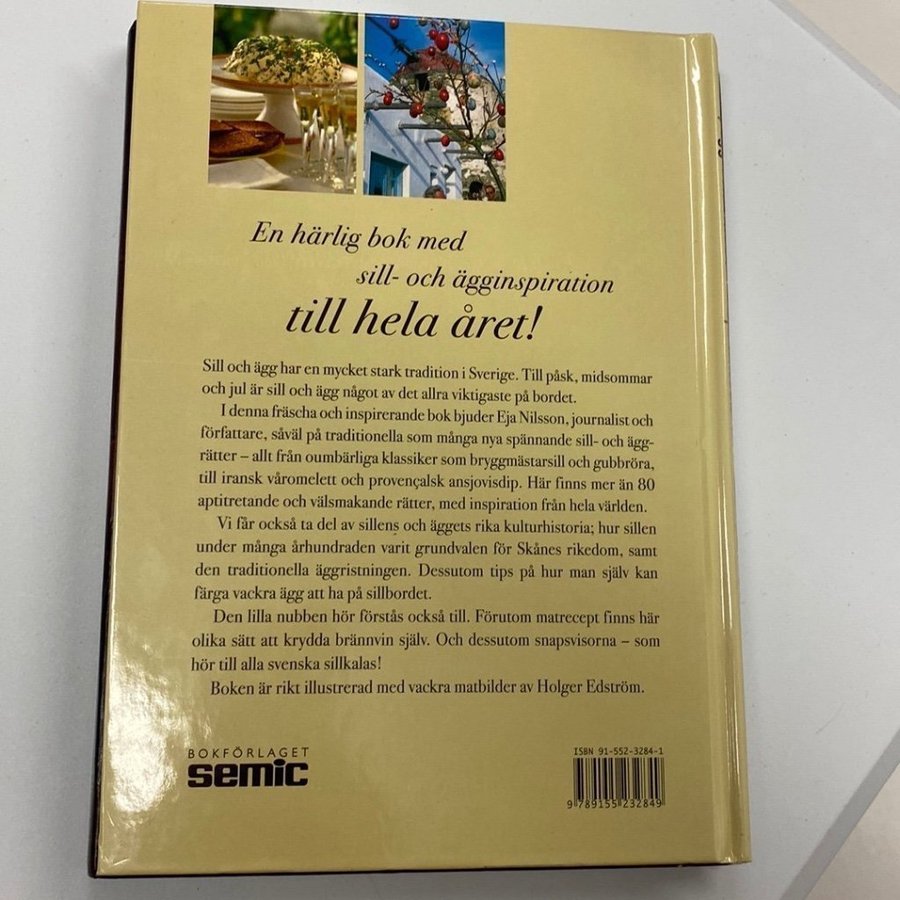 En härlig bok med
sill- och ägginspiration
till hela året!
Sill och ägg har en mycket stark tradition i Sverige. Till påsk, midsommar
och jul är sill och ägg något av det allra viktigaste på bordet.
I denna fräscha och inspirerande bok bjuder Eja Nilsson, journalist och
författare, såväl på traditionella som många nya spännande sill- och ägg-
rätter – allt från oumbärliga klassiker som bryggmästarsill och gubbröra,
till iransk våromelett och provençalsk ansjovisdip. Här finns mer än 80
aptitretande och välsmakande rätter, med inspiration från hela världen.
Vi får också ta del av sillens och äggets rika kulturhistoria; hur sillen
under många århundraden varit grundvalen för Skånes rikedom, samt
den traditionella äggristningen. Dessutom tips på hur man själv kan
färga vackra ägg att ha på sillbordet.
Den lilla nubben hör förstås också till. Förutom matrecept finns här
olika sätt att krydda brännvin själv. Och dessutom snapsvisorna – som
hör till alla svenska sillkalas!
Boken är rikt illustrerad med vackra matbilder av Holger Edström.
BOKFÖRLAGET
semic
ISBN 91-552-3284-1
9 789155 232849